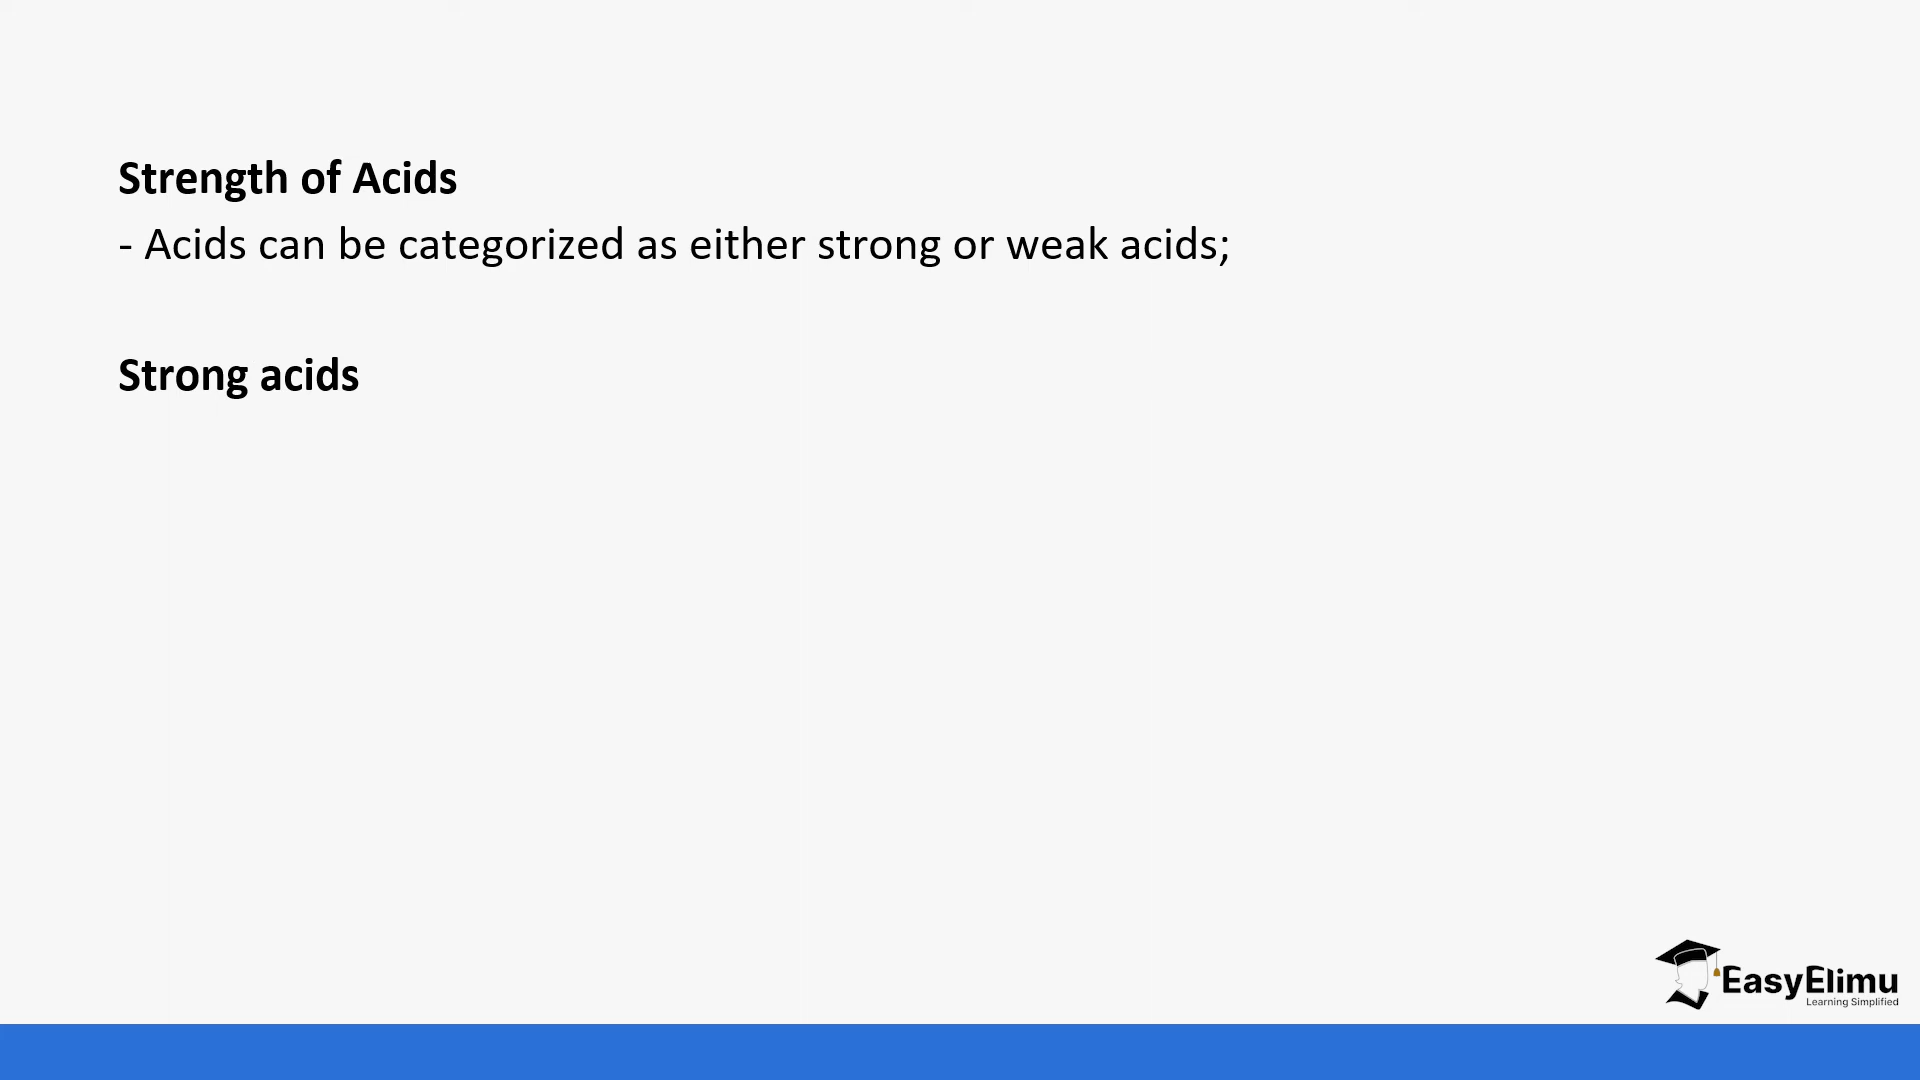 Strength of Acids
- Acids can be categorized as either strong or weak acids;
Strong acids
EasyElimu
Learning Simplified